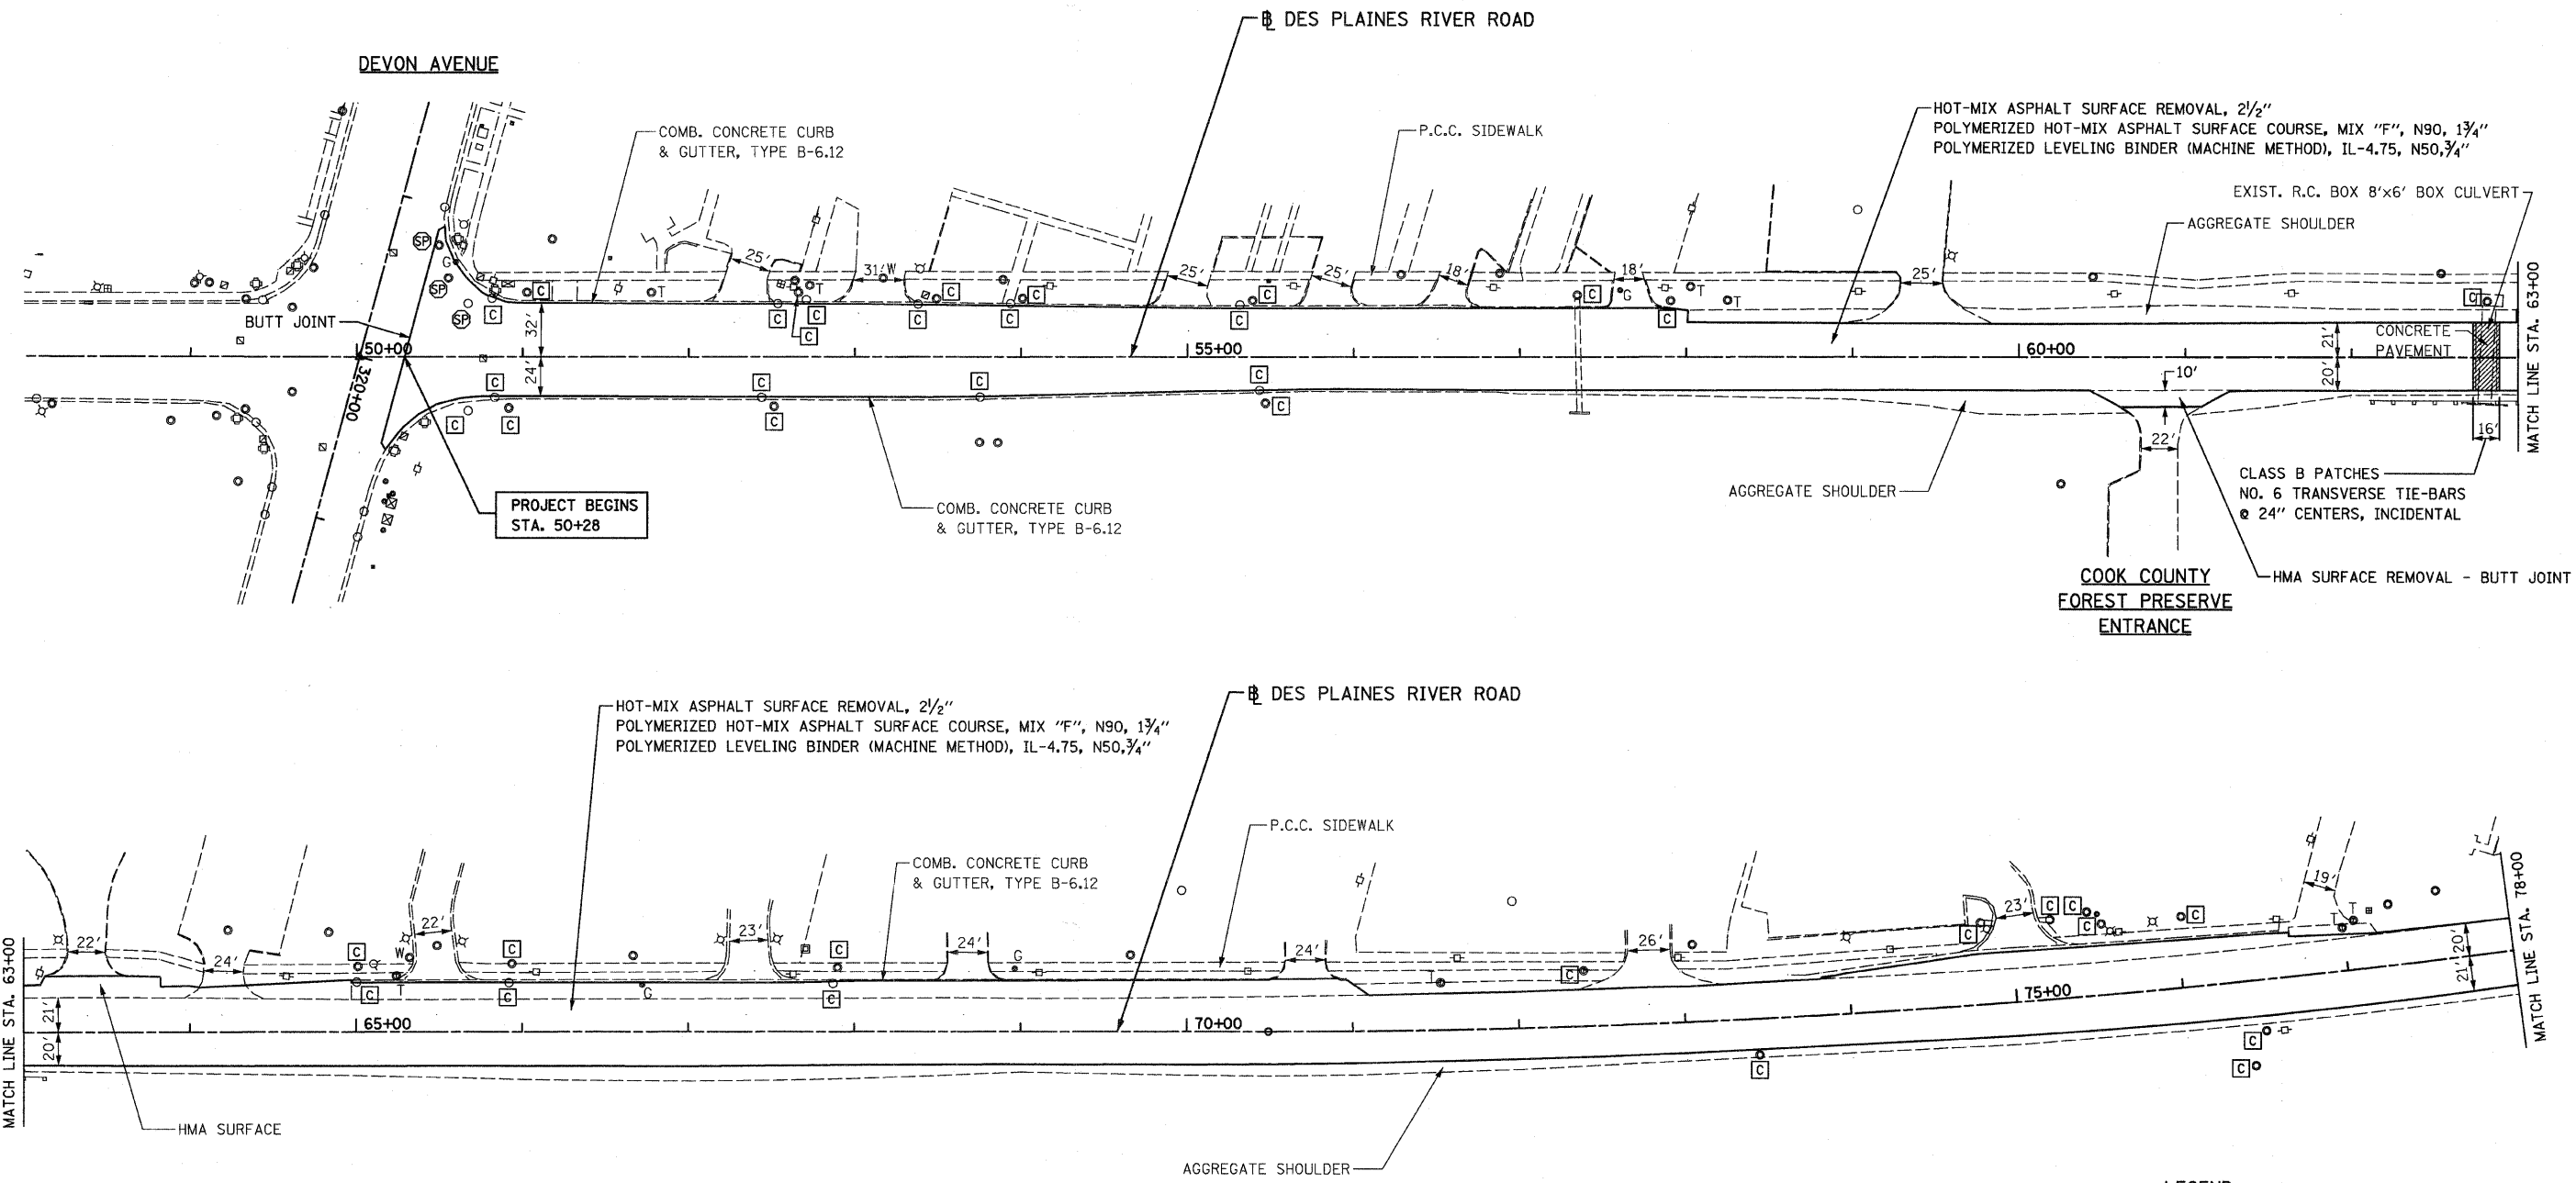 ℄ DES PLAINES RIVER ROAD
DEVON AVENUE
COMB. CONCRETE CURB
& GUTTER, TYPE B-6.12
P.C.C. SIDEWALK
HOT-MIX ASPHALT SURFACE REMOVAL, 2½"
POLYMERIZED HOT-MIX ASPHALT SURFACE COURSE, MIX "F", N90, 1¾"
POLYMERIZED LEVELING BINDER (MACHINE METHOD), IL-4.75, N50,¾"
EXIST. R.C. BOX 8'x6' BOX CULVERT
AGGREGATE SHOULDER
SP
SP
SP
G
25'
31'
W
25'
25'
18'
18'
25'
T
T
G
T
T
C
C
C
C
C
C
C
C
C
C
C
C
C
C
BUTT JOINT
32'
24'
50+00
55+00
60+00
320+00
CONCRETE
PAVEMENT
21'
20'
MATCH LINE STA. 63+00
10'
22'
16'
C
C
C
C
C
C
C
C
PROJECT BEGINS
STA. 50+28
COMB. CONCRETE CURB
& GUTTER, TYPE B-6.12
AGGREGATE SHOULDER
CLASS B PATCHES
NO. 6 TRANSVERSE TIE-BARS
@ 24" CENTERS, INCIDENTAL
COOK COUNTY
FOREST PRESERVE
ENTRANCE
HMA SURFACE REMOVAL - BUTT JOINT
HOT-MIX ASPHALT SURFACE REMOVAL, 2½"
POLYMERIZED HOT-MIX ASPHALT SURFACE COURSE, MIX "F", N90, 1¾"
POLYMERIZED LEVELING BINDER (MACHINE METHOD), IL-4.75, N50,¾"
℄ DES PLAINES RIVER ROAD
P.C.C. SIDEWALK
COMB. CONCRETE CURB
& GUTTER, TYPE B-6.12
MATCH LINE STA. 63+00
22'
24'
22'
23'
24'
24'
26'
23'
19'
W
T
G
G
T
T
T
C
C
C
C
C
C
C
C
C
C
C
C
21'
20'
65+00
70+00
75+00
20'
21'
MATCH LINE STA. 78+00
C
C
C
HMA SURFACE
AGGREGATE SHOULDER